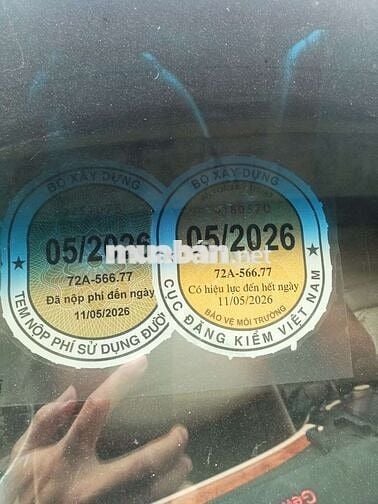 BỘ XÂY DỰNG
05/2026
72A-566.77
Đã nộp phí đến ngày
11/05/2026
TEM NỘP PHÍ SỬ DỤNG ĐƯỜ
BỘ XÂY DỰNG
05/2026
72A-566.77
Có hiệu lực đến hết ngày
11/05/2026
BẢO VỆ MÔI TRƯỜNG
CỤC ĐĂNG KIỂM VIỆT NAM
muaban.net